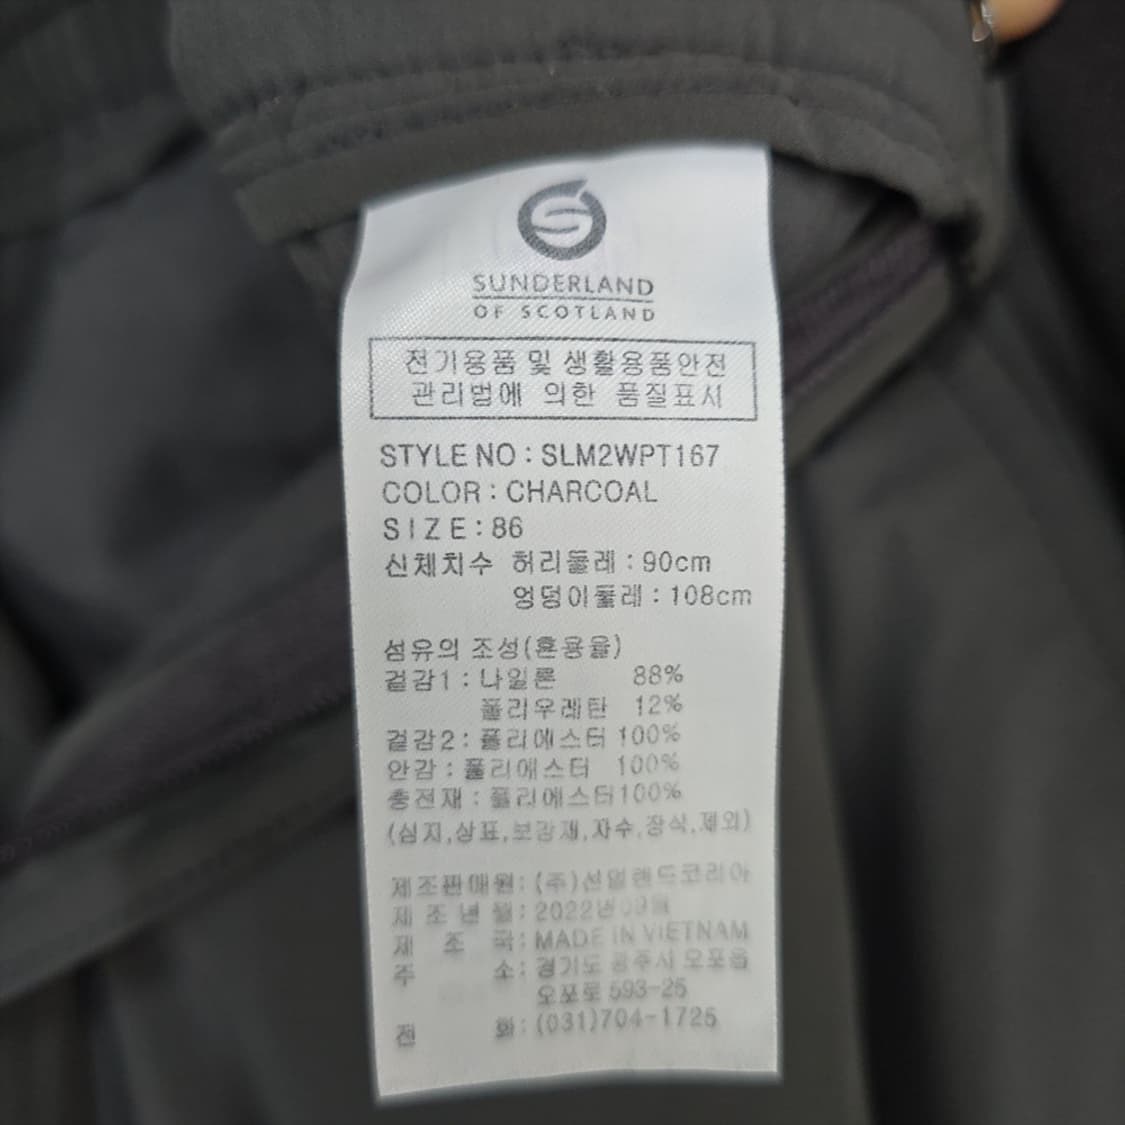 SUNDERLAND
OF SCOTLAND
전기용품 및 생활용품안전
관리법에 의한 품질표시
STYLE NO : SLM2WPT167
COLOR : CHARCOAL
SIZE : 86
신체치수 허리둘레 : 90cm
엉덩이둘레 : 108cm
섬유의 조성(혼용율)
겉감1 : 나일론 88%
폴리우레탄 12%
겉감2 : 폴리에스터 100%
안감 : 폴리에스터 100%
충전재 : 폴리에스터100%
(심지,상표,보강재,자수,장식,제외)
제조판매원: (주)선덜랜드코리아
제 조 년 월 : 2022년09월
제 조 국 : MADE IN VIETNAM
주 소 : 경기도 광주시 오포읍
오포로 593-25
전 화 : (031)704-1725